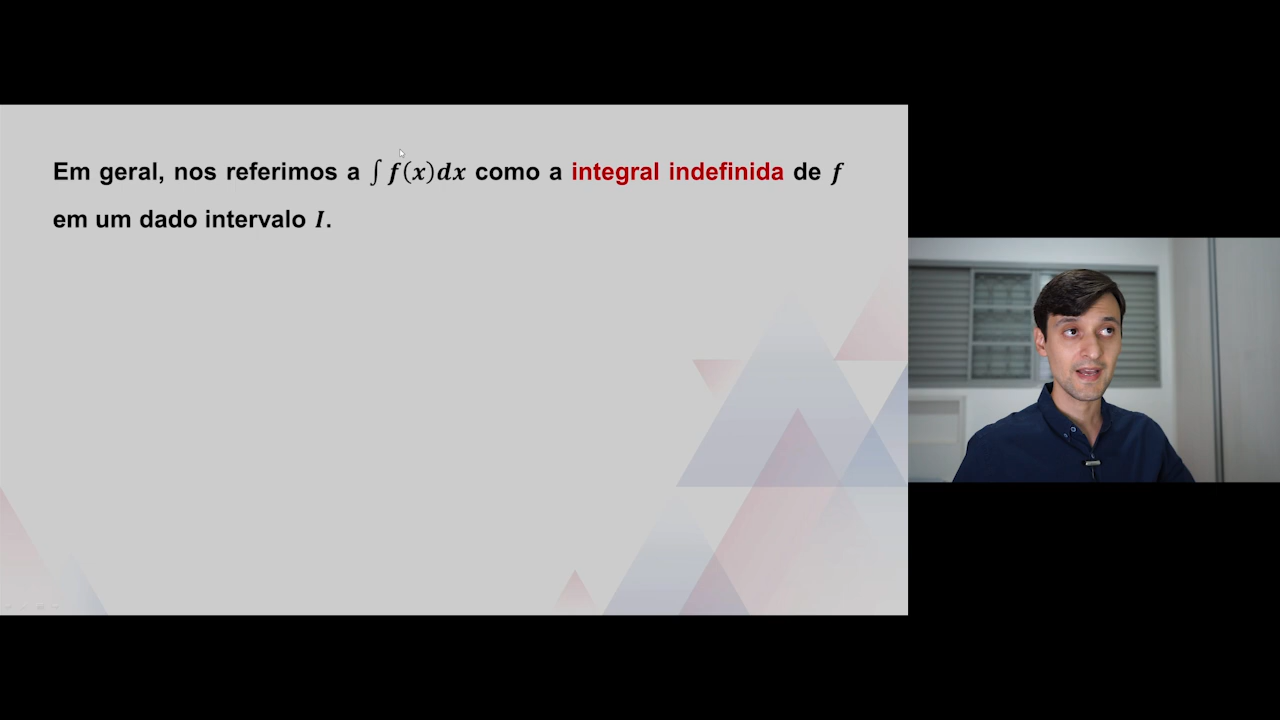 Em geral, nos referimos a ∫ f(x)dx como a integral indefinida de f
em um dado intervalo I.